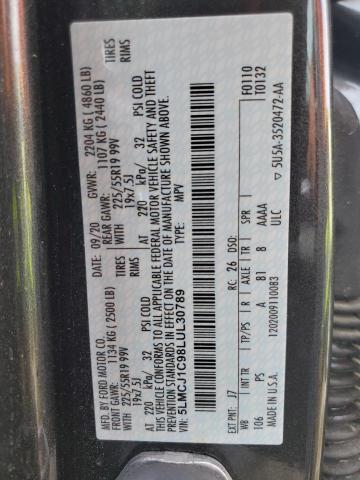 MFG. BY FORD MOTOR CO.
DATE: 09/20 GVWR: 2204 KG ( 4860 LB)
FRONT GAWR: 1134 KG ( 2500 LB) REAR GAWR: 1107 KG ( 2440 LB)
WITH 225/55R19 99V TIRES WITH 225/55R19 99V TIRES
19x7.5J RIMS 19x7.5J RIMS
AT 220 kPa/ 32 PSI COLD AT 220 kPa/ 32 PSI COLD
THIS VEHICLE CONFORMS TO ALL APPLICABLE FEDERAL MOTOR VEHICLE SAFETY AND THEFT
PREVENTION STANDARDS IN EFFECT ON THE DATE OF MANUFACTURE SHOWN ABOVE.
VIN: 5LMCJ1C98LUL30789 TYPE: MPV
F0110
T0132
EXT PNT: J7 RC: 26 DSO:
WB INT TR TP/PS R AXLE TR SPR
106 PS A 81 B AAAA
MADE IN U.S.A. 120200911008З ULC
▽ 5U5A-3520472-AA